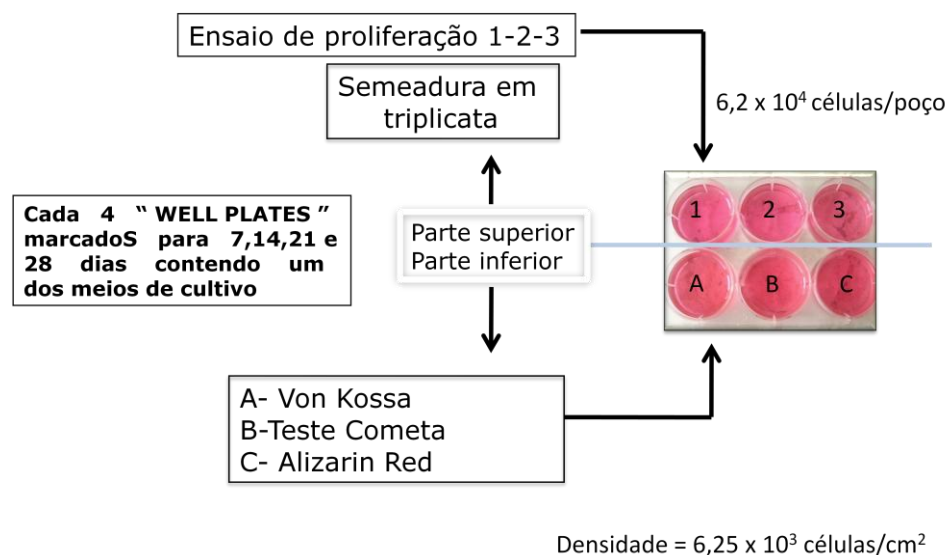 Ensaio de proliferação 1-2-3
Semeadura em
triplicata
6,2 x 10⁴ células/poço
Cada 4 “ WELL PLATES ”
marcadoS para 7,14,21 e
28 dias contendo um
dos meios de cultivo
Parte superior
Parte inferior
1 2 3
A B C
A- Von Kossa
B-Teste Cometa
C- Alizarin Red
Densidade = 6,25 x 10³ células/cm²